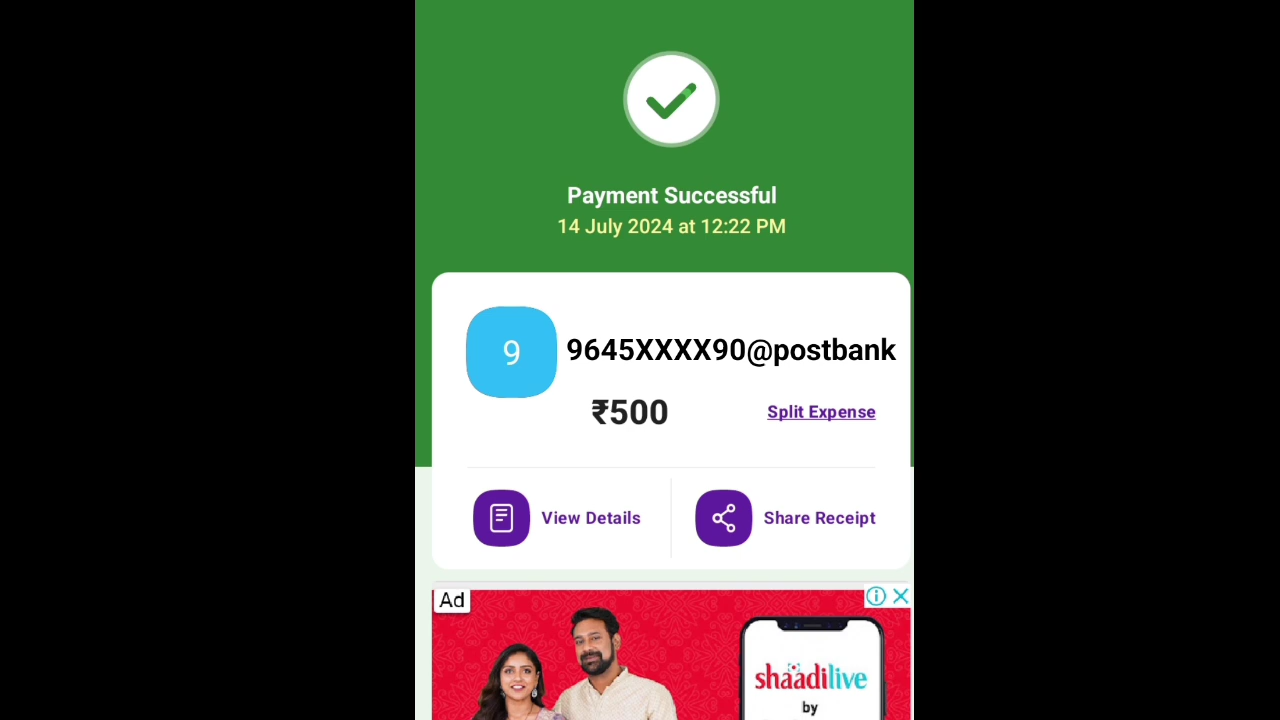 Payment Successful
14 July 2024 at 12:22 PM
9
9645XXXX90@postbank
₹500
Split Expense
View Details
Share Receipt
Ad
shaadilive
by